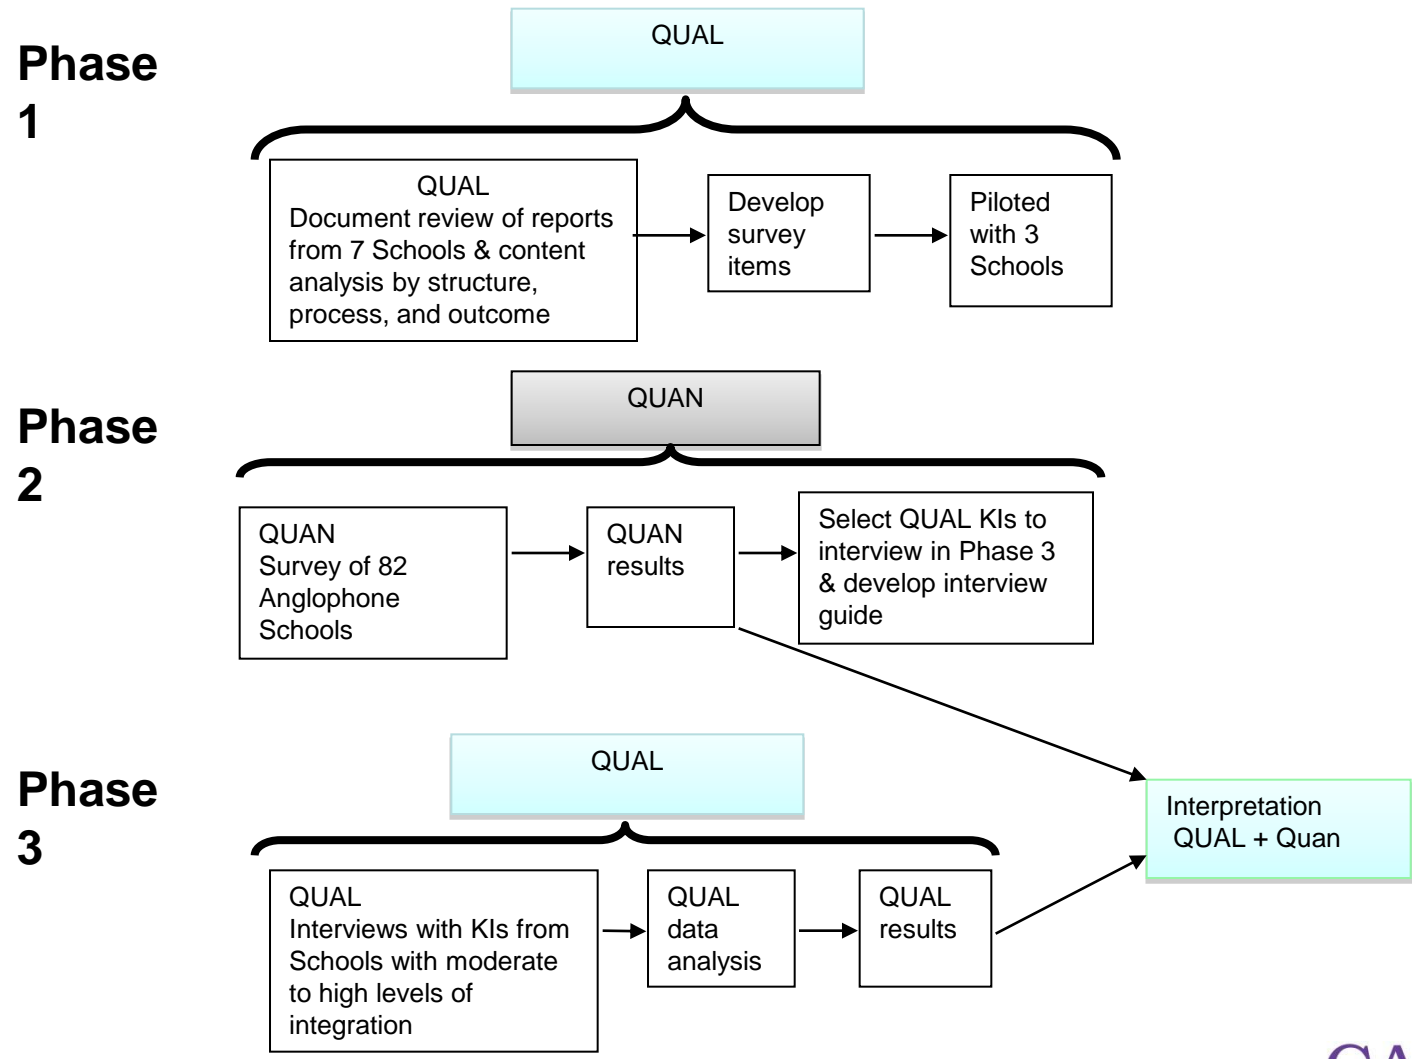 Phase
1
QUAL
QUAL
Document review of reports
from 7 Schools & content
analysis by structure,
process, and outcome
Develop
survey
items
Piloted
with 3
Schools
Phase
2
QUAN
QUAN
Survey of 82
Anglophone
Schools
QUAN
results
Select QUAL KIs to
interview in Phase 3
& develop interview
guide
Phase
3
QUAL
QUAL
Interviews with KIs from
Schools with moderate
to high levels of
integration
QUAL
data
analysis
QUAL
results
Interpretation
QUAL + Quan